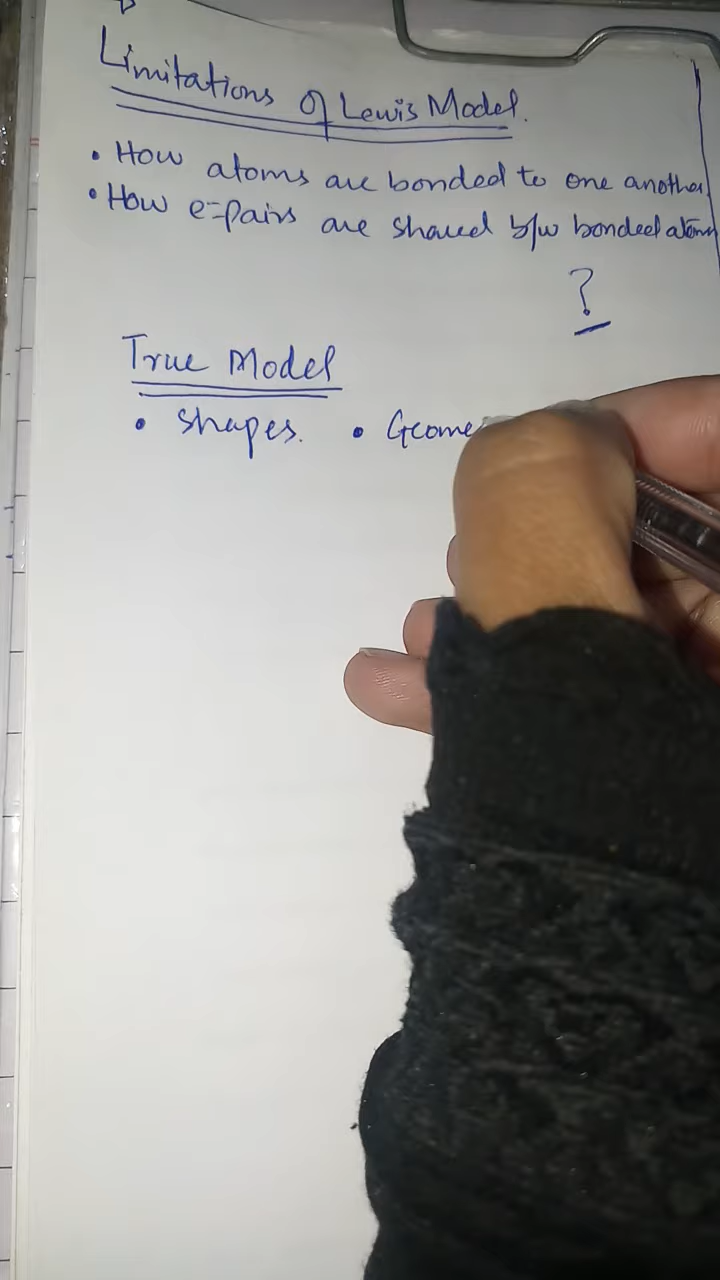 Limitations of Lewis Model.
• How atoms are bonded to one another.
• How e-pairs are shared b/w bonded atoms
?
True Model
• shapes. • Geome